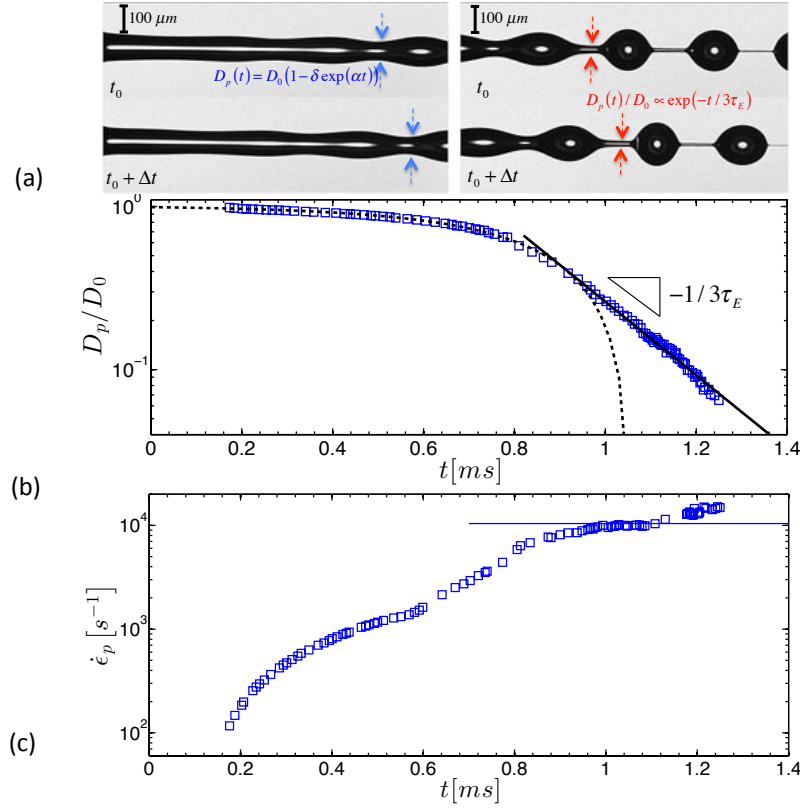 100 μm
100 μm
D_p(t) = D_0(1-δ exp(αt))
t_0
D_p(t) / D_0 ∝ exp(-t / 3τ_E)
t_0
t_0 + Δt
t_0 + Δt
(a)
10^0
10^-1
D_p/D_0
-1/3τ_E
0 0.2 0.4 0.6 0.8 1 1.2 1.4
t[ms]
(b)
10^4
10^3
10^2
ε̇_p [s^-1]
0 0.2 0.4 0.6 0.8 1 1.2 1.4
t[ms]
(c)